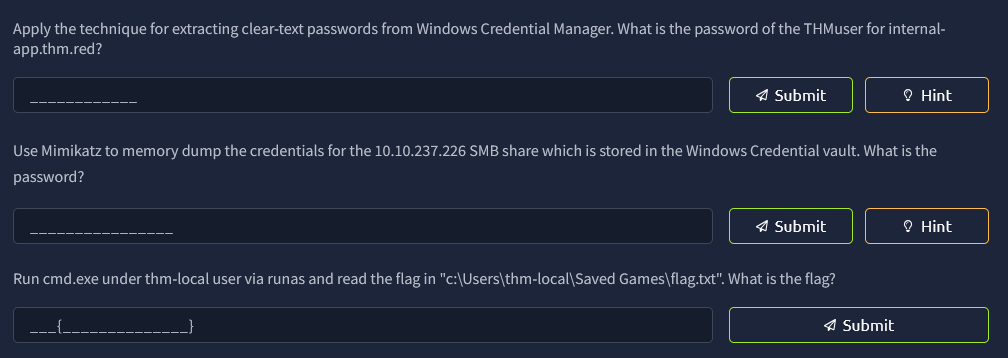 Apply the technique for extracting clear-text passwords from Windows Credential Manager. What is the password of the THMuser for internal-
app.thm.red?
____________
Submit
Hint
Use Mimikatz to memory dump the credentials for the 10.10.237.226 SMB share which is stored in the Windows Credential vault. What is the
password?
________________
Submit
Hint
Run cmd.exe under thm-local user via runas and read the flag in "c:\Users\thm-local\Saved Games\flag.txt". What is the flag?
___{______________}
Submit